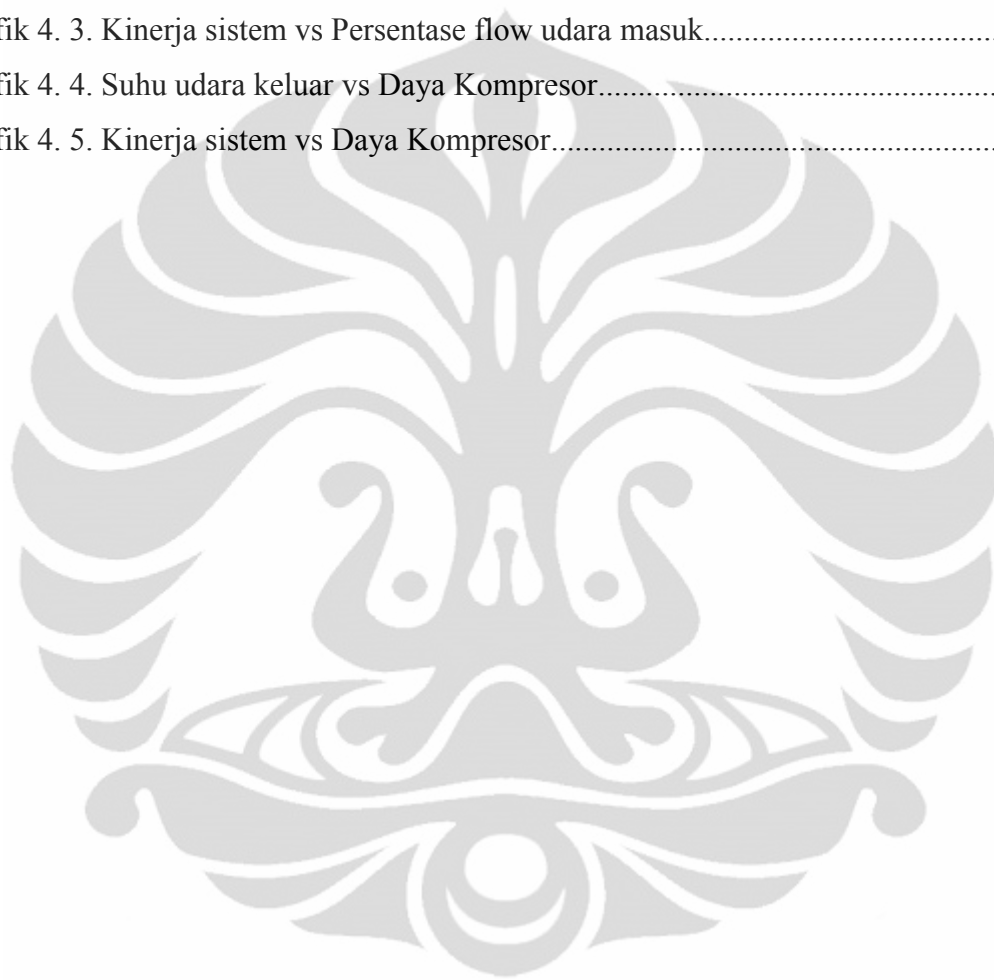 fik 4. 3. Kinerja sistem vs Persentase flow udara masuk..................................
fik 4. 4. Suhu udara keluar vs Daya Kompresor..............................................
fik 4. 5. Kinerja sistem vs Daya Kompresor...................................................